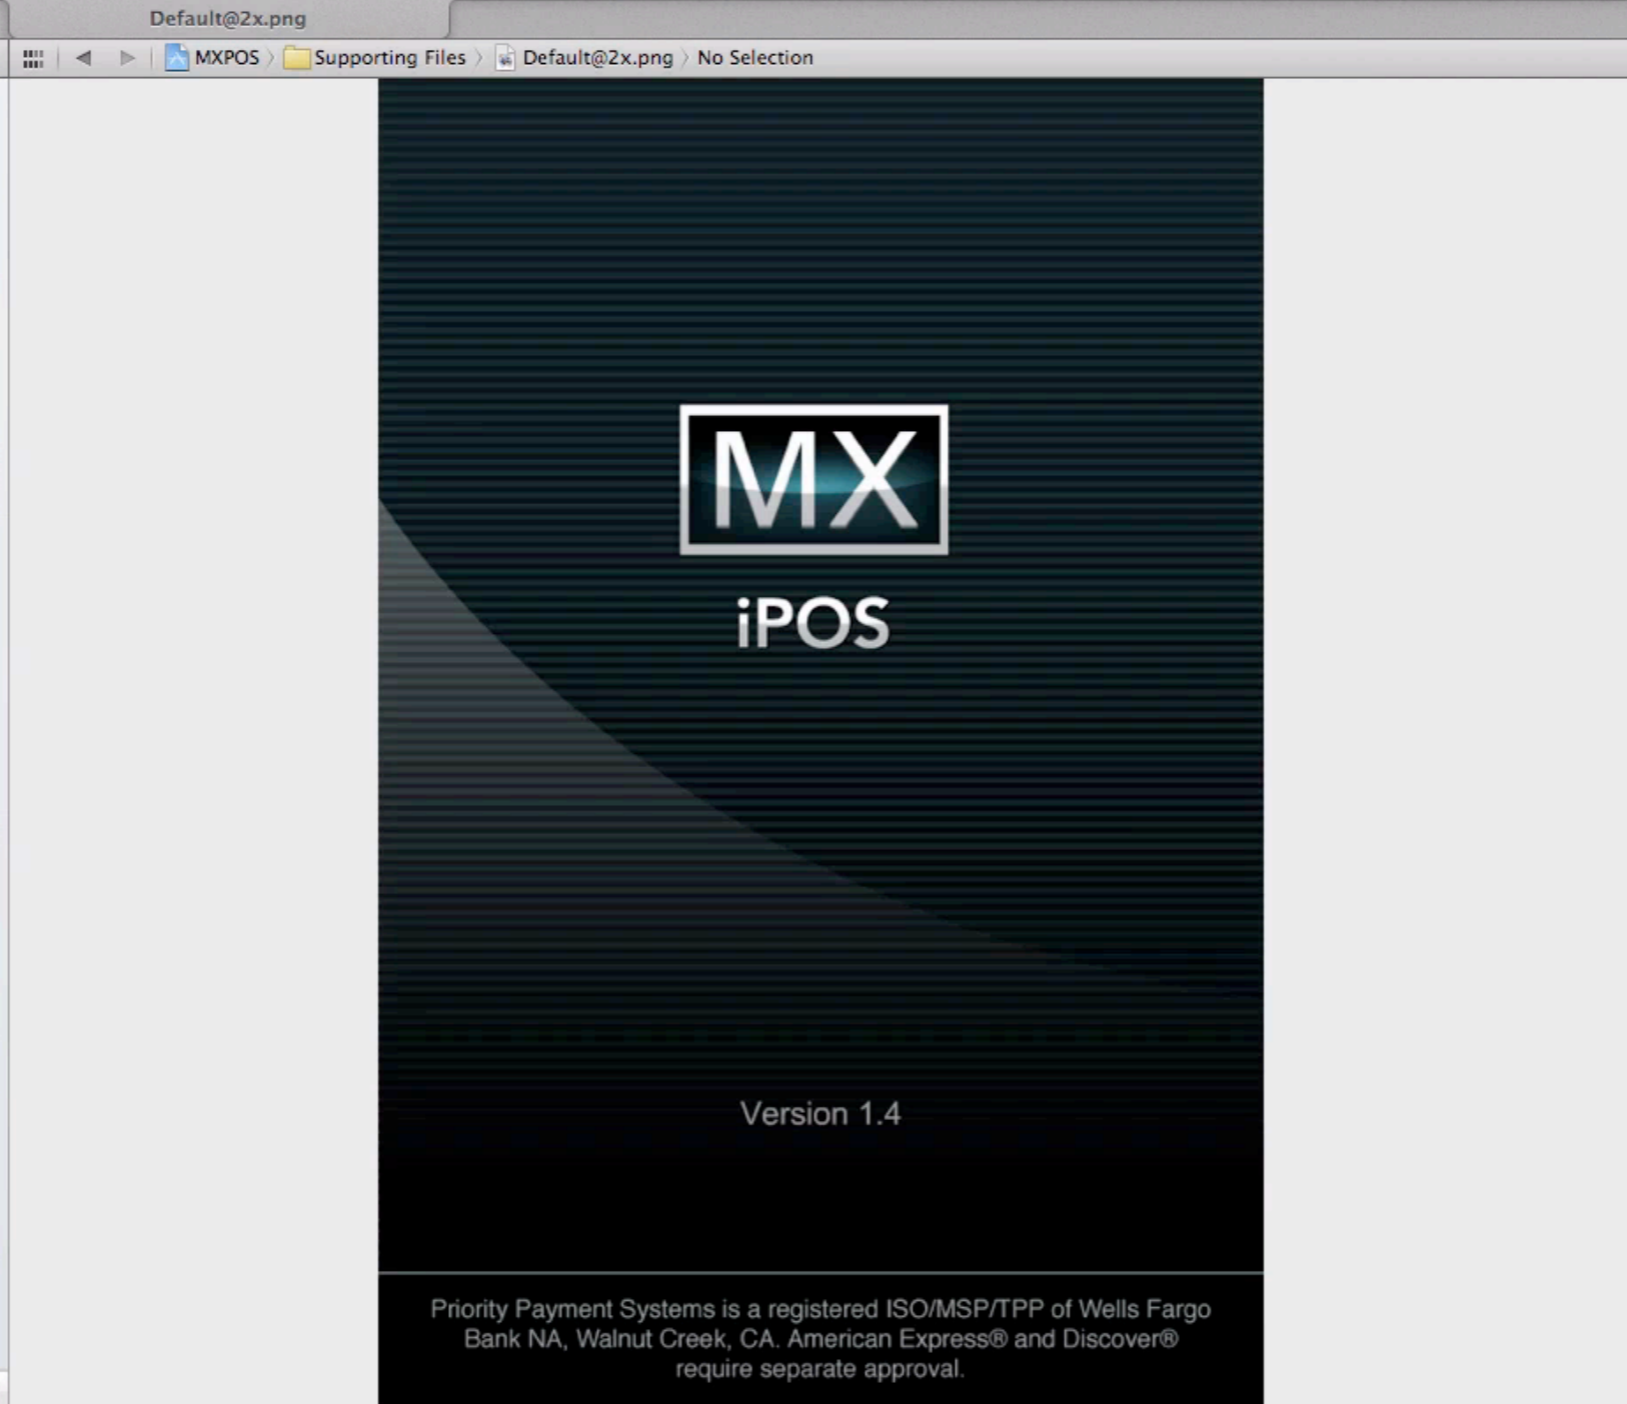 Default@2x.png
MXPOS Supporting Files Default@2x.png No Selection
MX
iPOS
Version 1.4
Priority Payment Systems is a registered ISO/MSP/TPP of Wells Fargo
Bank NA, Walnut Creek, CA. American Express® and Discover®
require separate approval.